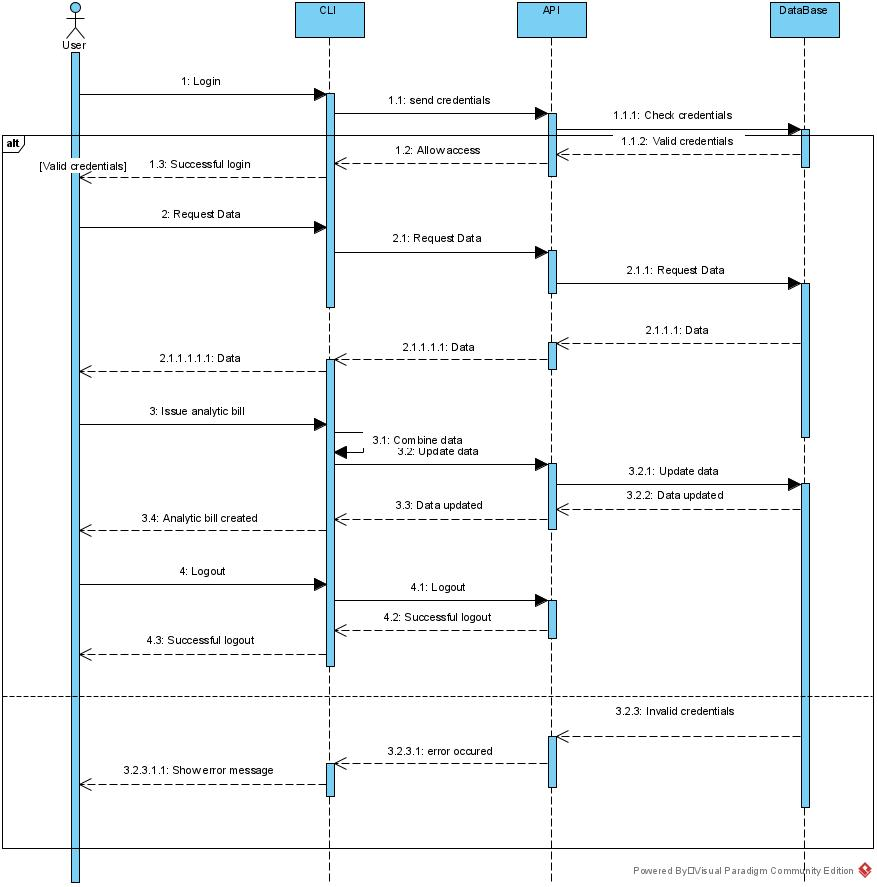 CLI
API
DataBase
User
1: Login
1.1: send credentials
1.1.1: Check credentials
alt
1.1.2: Valid credentials
1.2: Allow access
[Valid credentials]
1.3: Successful login
2: Request Data
2.1: Request Data
2.1.1: Request Data
2.1.1.1: Data
2.1.1.1.1: Data
2.1.1.1.1.1: Data
3: Issue analytic bill
3.1: Combine data
3.2: Update data
3.2.1: Update data
3.2.2: Data updated
3.3: Data updated
3.4: Analytic bill created
4: Logout
4.1: Logout
4.2: Successful logout
4.3: Successful logout
3.2.3: Invalid credentials
3.2.3.1: error occured
3.2.3.1.1: Show error message
Powered By Visual Paradigm Community Edition